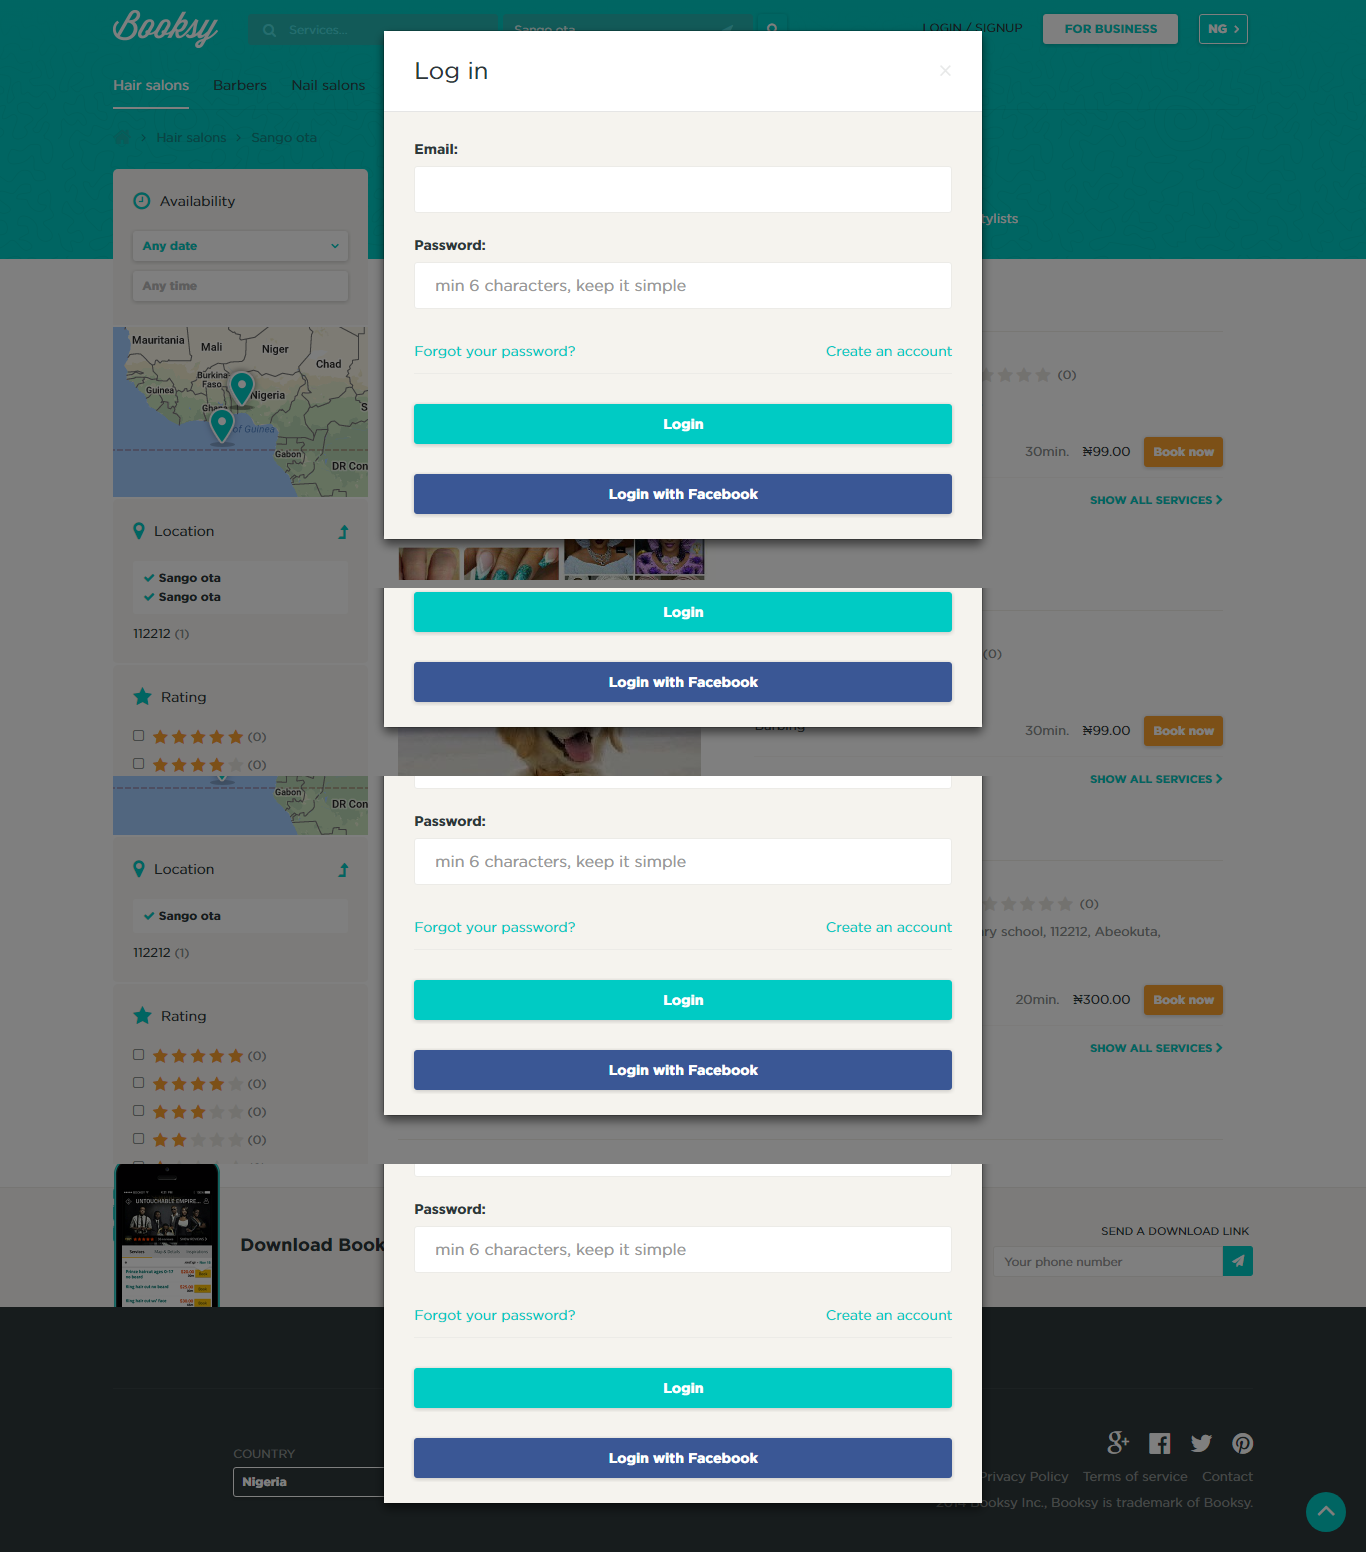 Booksy
Services...
Sango ota
LOGIN / SIGNUP
FOR BUSINESS
NG
Hair salons
Barbers
Nail salons
Hair salons
Sango ota
Log in
Email:
Password:
min 6 characters, keep it simple
Forgot your password?
Create an account
Login
Login with Facebook
Availability
Any date
Any time
tylists
Mauritania
Mali
Niger
Chad
Burkina
Faso
Guinea
Nigeria
of Guinea
Gabon
DR Con
(0)
30min.
₦99.00
Book now
SHOW ALL SERVICES
Location
Sango ota
Sango ota
112212 (1)
Login
Login with Facebook
(0)
Rating
(0)
(0)
30min.
₦99.00
Book now
SHOW ALL SERVICES
Gabon
DR Con
Password:
min 6 characters, keep it simple
Forgot your password?
Create an account
Login
Login with Facebook
Location
Sango ota
112212 (1)
(0)
ry school, 112212, Abeokuta,
20min.
₦300.00
Book now
SHOW ALL SERVICES
Rating
(0)
(0)
(0)
(0)
UNTOUCHABLE EMPIRE...
Services
Download Book
Password:
min 6 characters, keep it simple
Forgot your password?
Create an account
Login
Login with Facebook
SEND A DOWNLOAD LINK
Your phone number
COUNTRY
Nigeria
Privacy Policy
Terms of service
Contact
2014 Booksy Inc., Booksy is trademark of Booksy.